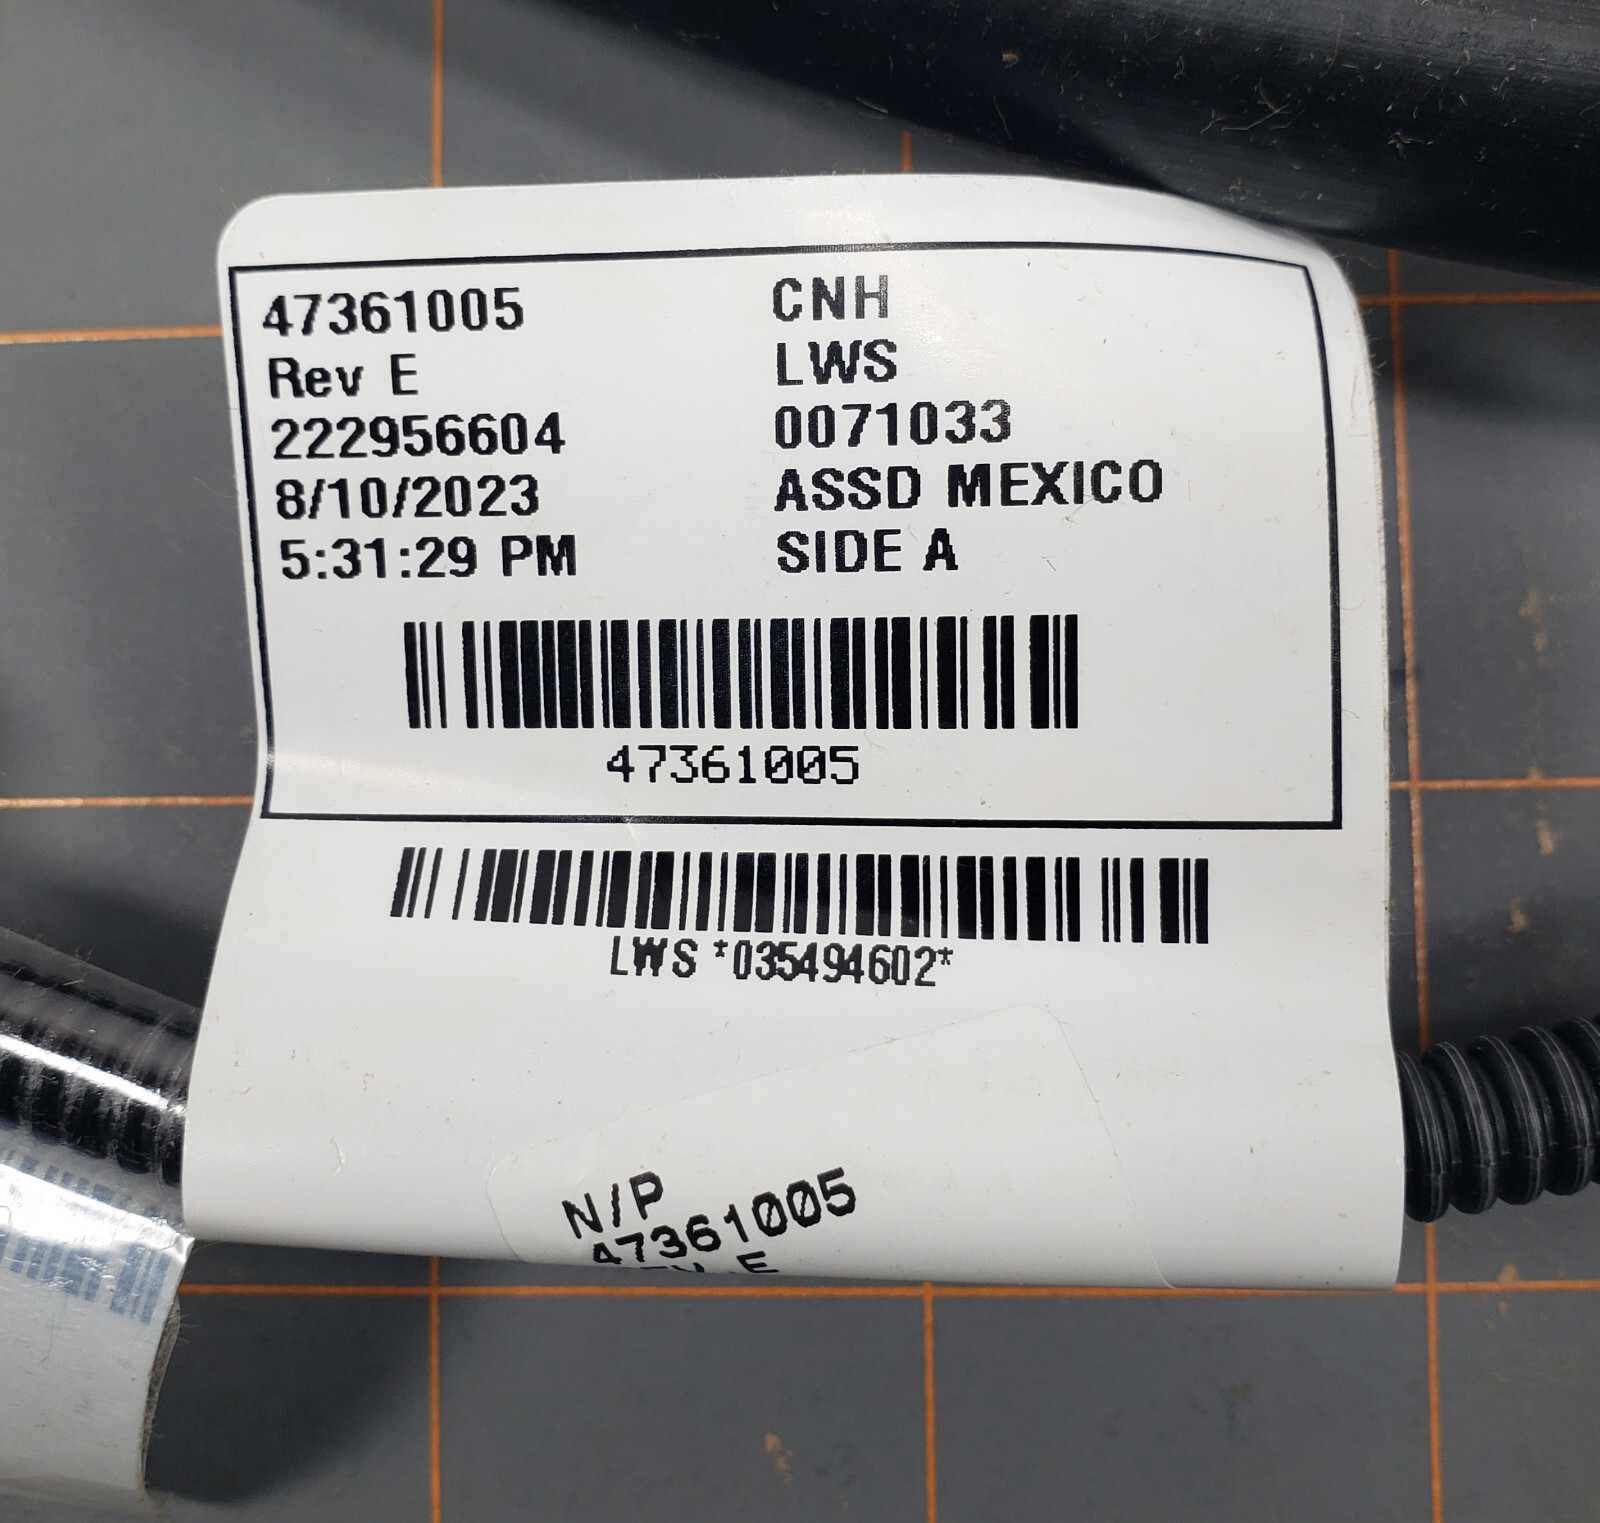 47361005
Rev E
222956604
8/10/2023
5:31:29 PM
CNH
LWS
0071033
ASSD MEXICO
SIDE A
47361005
LWS *035494602*
N/P
47361005
E